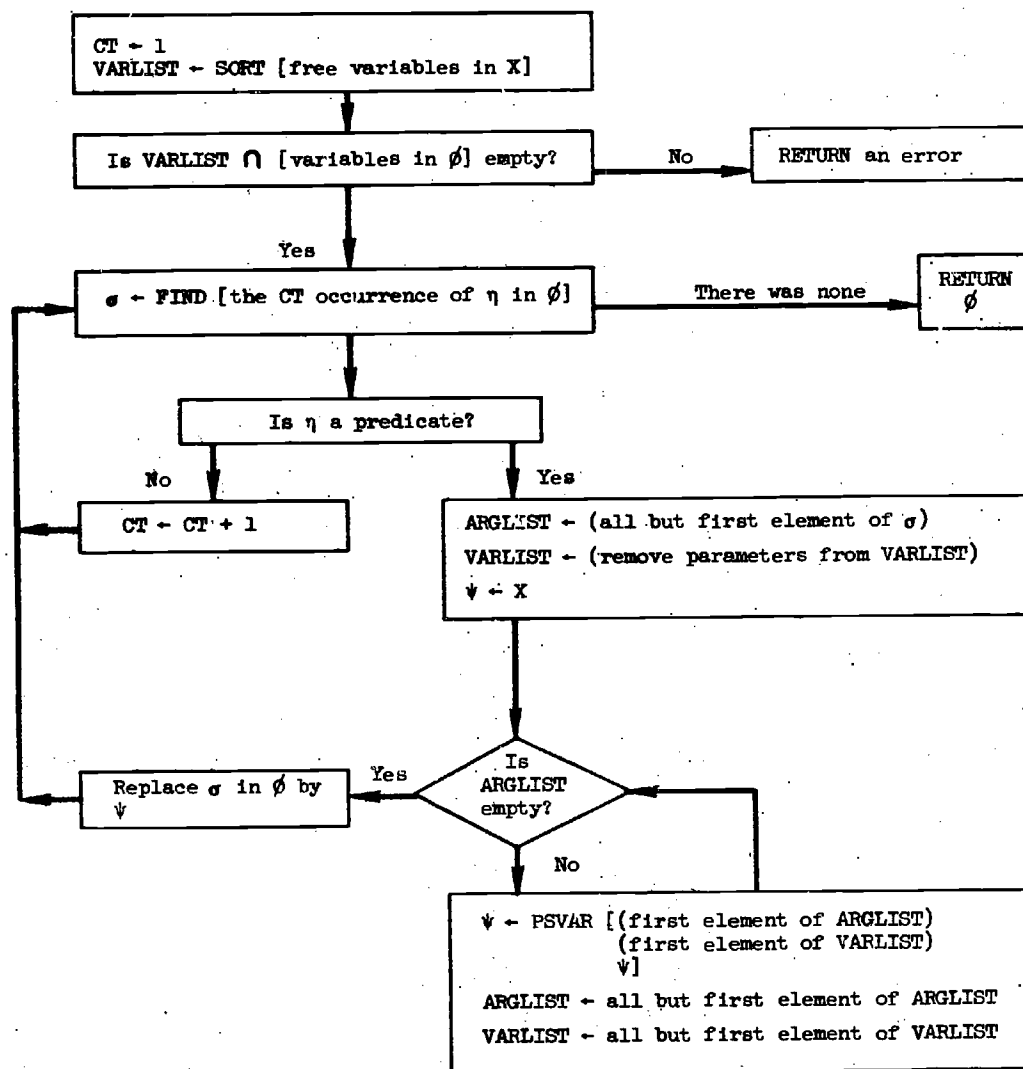 CT ← 1
VARLIST ← SORT [free variables in X]
Is VARLIST ∩ [variables in ϕ] empty?
No
RETURN an error
Yes
σ ← FIND [the CT occurrence of η in ϕ]
There was none
RETURN
ϕ
Is η a predicate?
No
Yes
CT ← CT + 1
ARGLIST ← (all but first element of σ)
VARLIST ← (remove parameters from VARLIST)
ψ ← X
Is
ARGLIST
empty?
Yes
Replace σ in ϕ by
ψ
No
ψ ← PSVAR [(first element of ARGLIST)
(first element of VARLIST)
ψ]
ARGLIST ← all but first element of ARGLIST
VARLIST ← all but first element of VARLIST